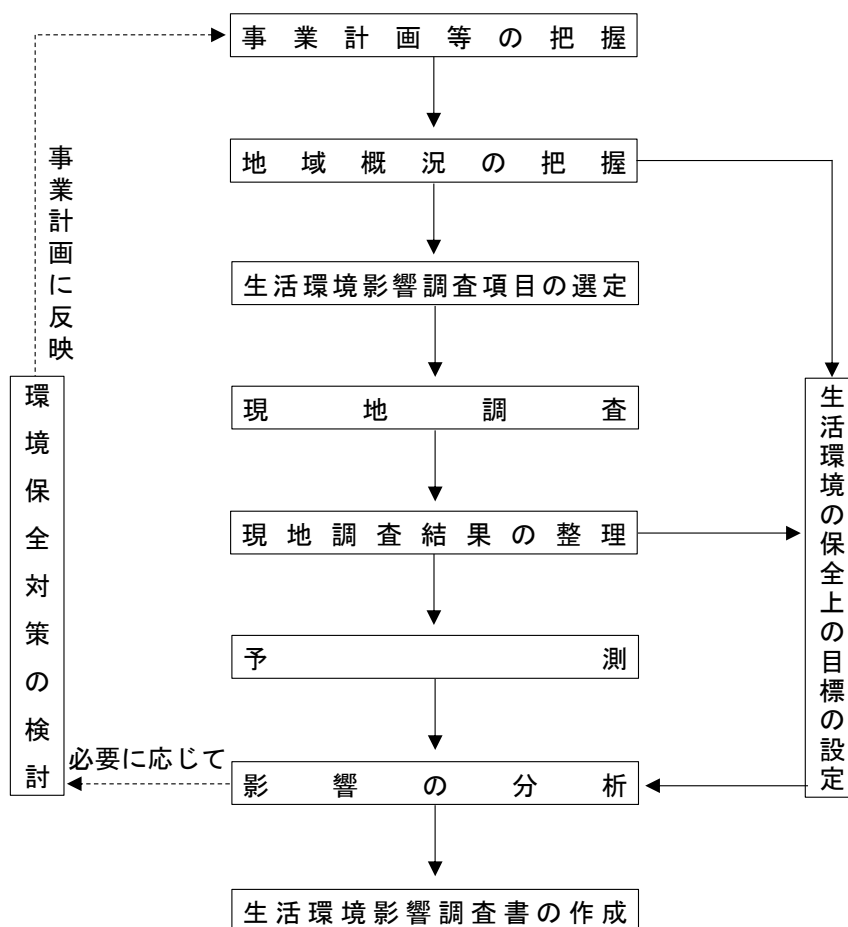 事業計画等の把握
地域概況の把握
事業計画に反映
生活環境影響調査項目の選定
現地調査
環境保全対策の検討
生活環境の保全上の目標の設定
現地調査結果の整理
予測
必要に応じて
影響の分析
生活環境影響調査書の作成